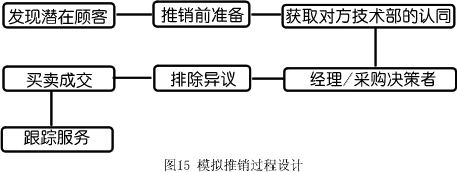 发现潜在顾客
推销前准备
获取对方技术部的认同
经理/采购决策者
排除异议
买卖成交
跟踪服务
图15 模拟推销过程设计